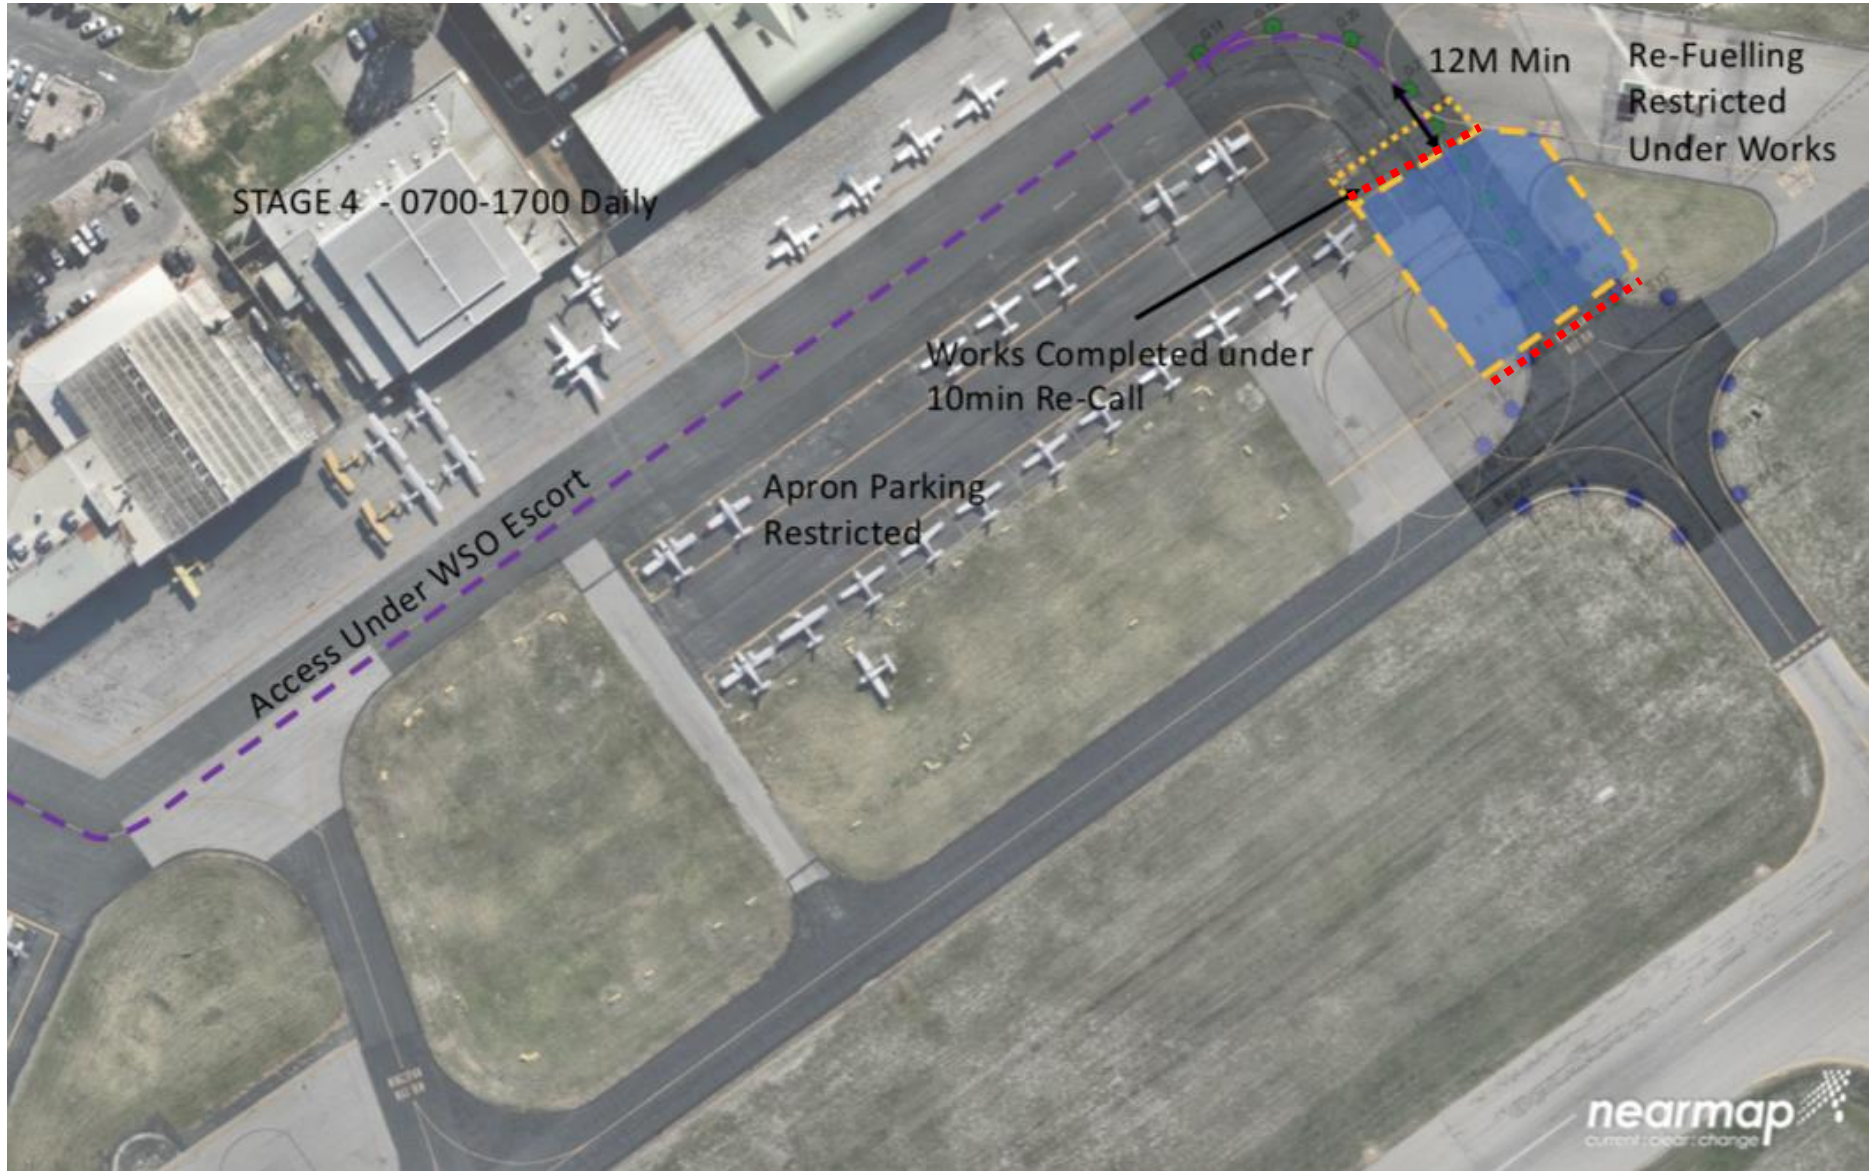 12M Min
Re-Fuelling
Restricted
Under Works
STAGE 4 - 0700-1700 Daily
Works Completed under
10min Re-Call
Apron Parking
Restricted
Access Under WSO Escort
nearmap
current:clear:change